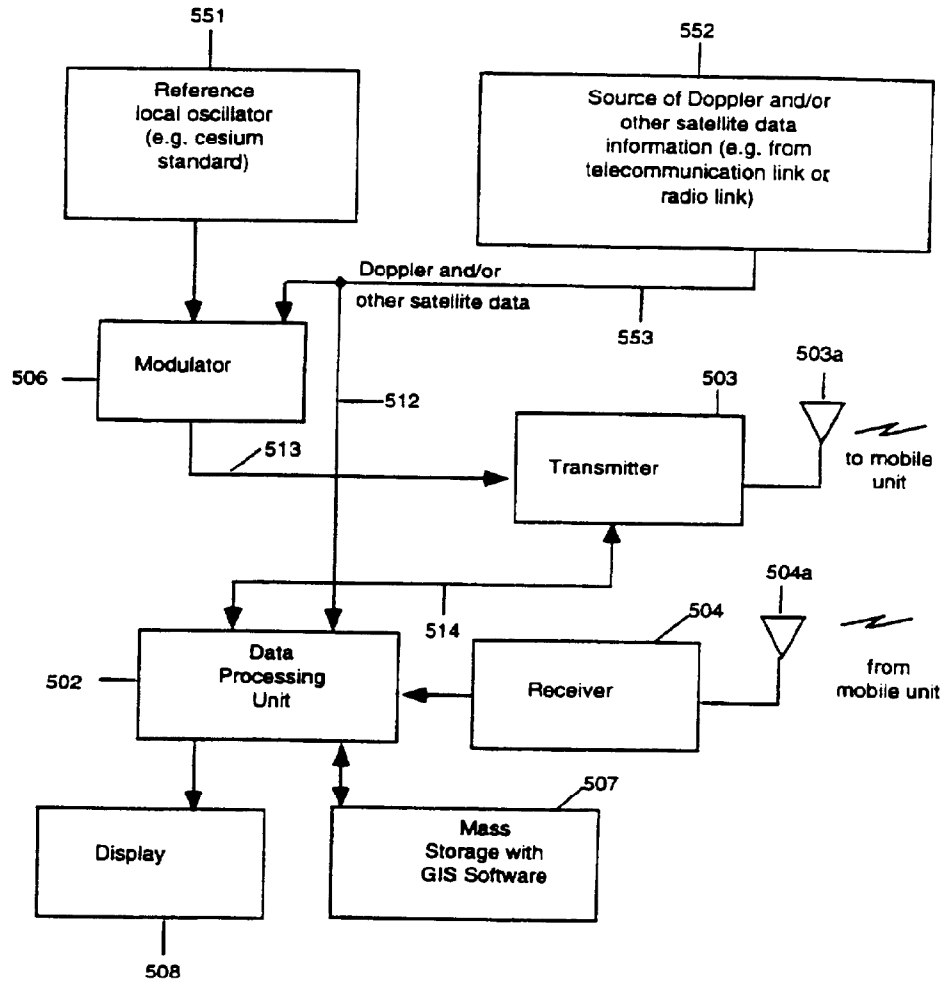 551
552
Reference
local oscillator
(e.g. cesium
standard)
Source of Doppler and/or
other satellite data
information (e.g. from
telecommunication link or
radio link)
Doppler and/or
other satellite data
553
503a
Modulator
506
503
512
513
Transmitter
to mobile
unit
504a
514
504
Data
Processing
Unit
502
Receiver
from
mobile unit
507
Display
Mass
Storage with
GIS Software
508